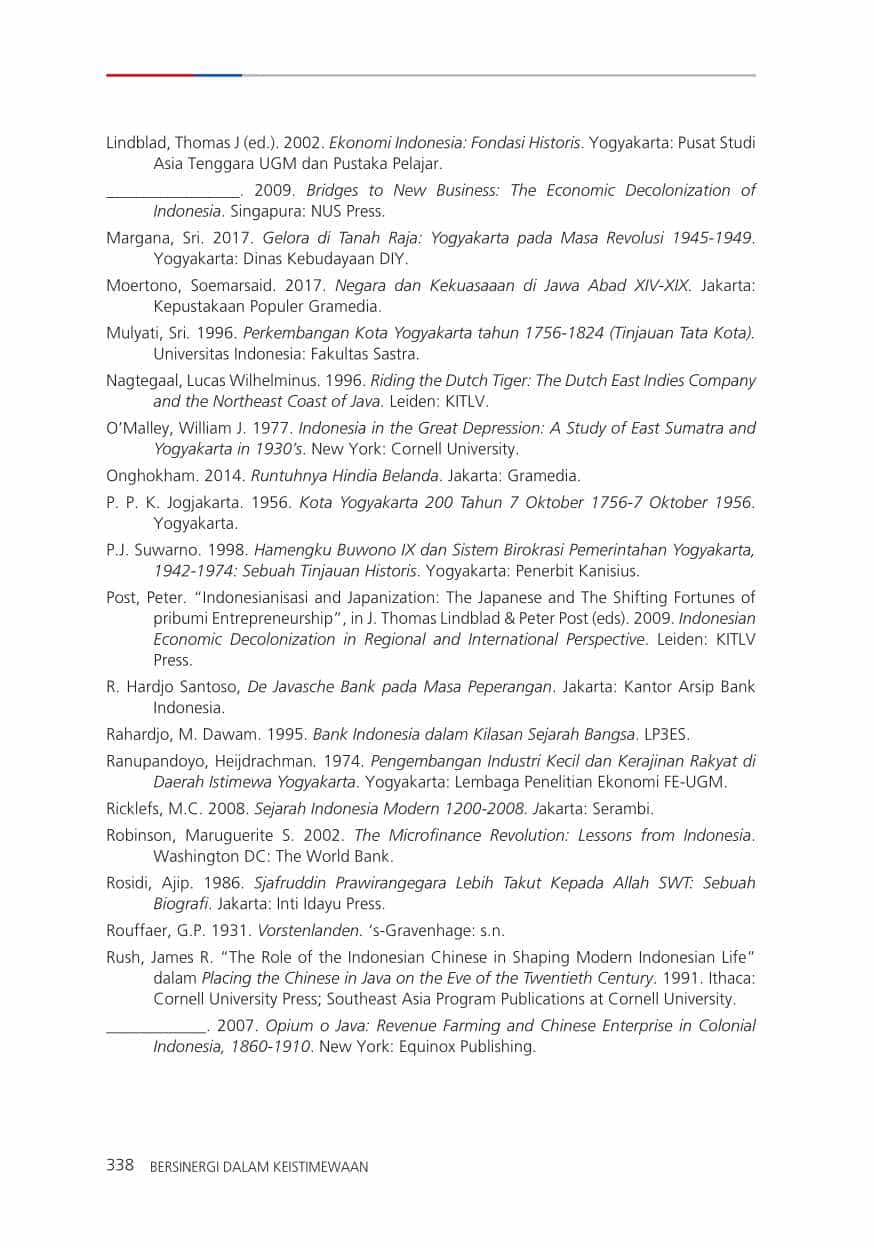 Lindblad, Thomas J (ed.). 2002. Ekonomi Indonesia: Fondasi Historis. Yogyakarta: Pusat Studi
Asia Tenggara UGM dan Pustaka Pelajar.
________________. 2009. Bridges to New Business: The Economic Decolonization of
Indonesia. Singapura: NUS Press.
Margana, Sri. 2017. Gelora di Tanah Raja: Yogyakarta pada Masa Revolusi 1945-1949.
Yogyakarta: Dinas Kebudayaan DIY.
Moertono, Soemarsaid. 2017. Negara dan Kekuasaaan di Jawa Abad XIV-XIX. Jakarta:
Kepustakaan Populer Gramedia.
Mulyati, Sri. 1996. Perkembangan Kota Yogyakarta tahun 1756-1824 (Tinjauan Tata Kota).
Universitas Indonesia: Fakultas Sastra.
Nagtegaal, Lucas Wilhelminus. 1996. Riding the Dutch Tiger: The Dutch East Indies Company
and the Northeast Coast of Java. Leiden: KITLV.
O’Malley, William J. 1977. Indonesia in the Great Depression: A Study of East Sumatra and
Yogyakarta in 1930’s. New York: Cornell University.
Onghokham. 2014. Runtuhnya Hindia Belanda. Jakarta: Gramedia.
P. P. K. Jogjakarta. 1956. Kota Yogyakarta 200 Tahun 7 Oktober 1756-7 Oktober 1956.
Yogyakarta.
P.J. Suwarno. 1998. Hamengku Buwono IX dan Sistem Birokrasi Pemerintahan Yogyakarta,
1942-1974: Sebuah Tinjauan Historis. Yogyakarta: Penerbit Kanisius.
Post, Peter. “Indonesianisasi and Japanization: The Japanese and The Shifting Fortunes of
pribumi Entrepreneurship”, in J. Thomas Lindblad & Peter Post (eds). 2009. Indonesian
Economic Decolonization in Regional and International Perspective. Leiden: KITLV
Press.
R. Hardjo Santoso, De Javasche Bank pada Masa Peperangan. Jakarta: Kantor Arsip Bank
Indonesia.
Rahardjo, M. Dawam. 1995. Bank Indonesia dalam Kilasan Sejarah Bangsa. LP3ES.
Ranupandoyo, Heijdrachman. 1974. Pengembangan Industri Kecil dan Kerajinan Rakyat di
Daerah Istimewa Yogyakarta. Yogyakarta: Lembaga Penelitian Ekonomi FE-UGM.
Ricklefs, M.C. 2008. Sejarah Indonesia Modern 1200-2008. Jakarta: Serambi.
Robinson, Maruguerite S. 2002. The Microfinance Revolution: Lessons from Indonesia.
Washington DC: The World Bank.
Rosidi, Ajip. 1986. Sjafruddin Prawirangegara Lebih Takut Kepada Allah SWT: Sebuah
Biografi. Jakarta: Inti Idayu Press.
Rouffaer, G.P. 1931. Vorstenlanden. ‘s-Gravenhage: s.n.
Rush, James R. “The Role of the Indonesian Chinese in Shaping Modern Indonesian Life”
dalam Placing the Chinese in Java on the Eve of the Twentieth Century. 1991. Ithaca:
Cornell University Press; Southeast Asia Program Publications at Cornell University.
____________. 2007. Opium o Java: Revenue Farming and Chinese Enterprise in Colonial
Indonesia, 1860-1910. New York: Equinox Publishing.
338 BERSINERGI DALAM KEISTIMEWAAN